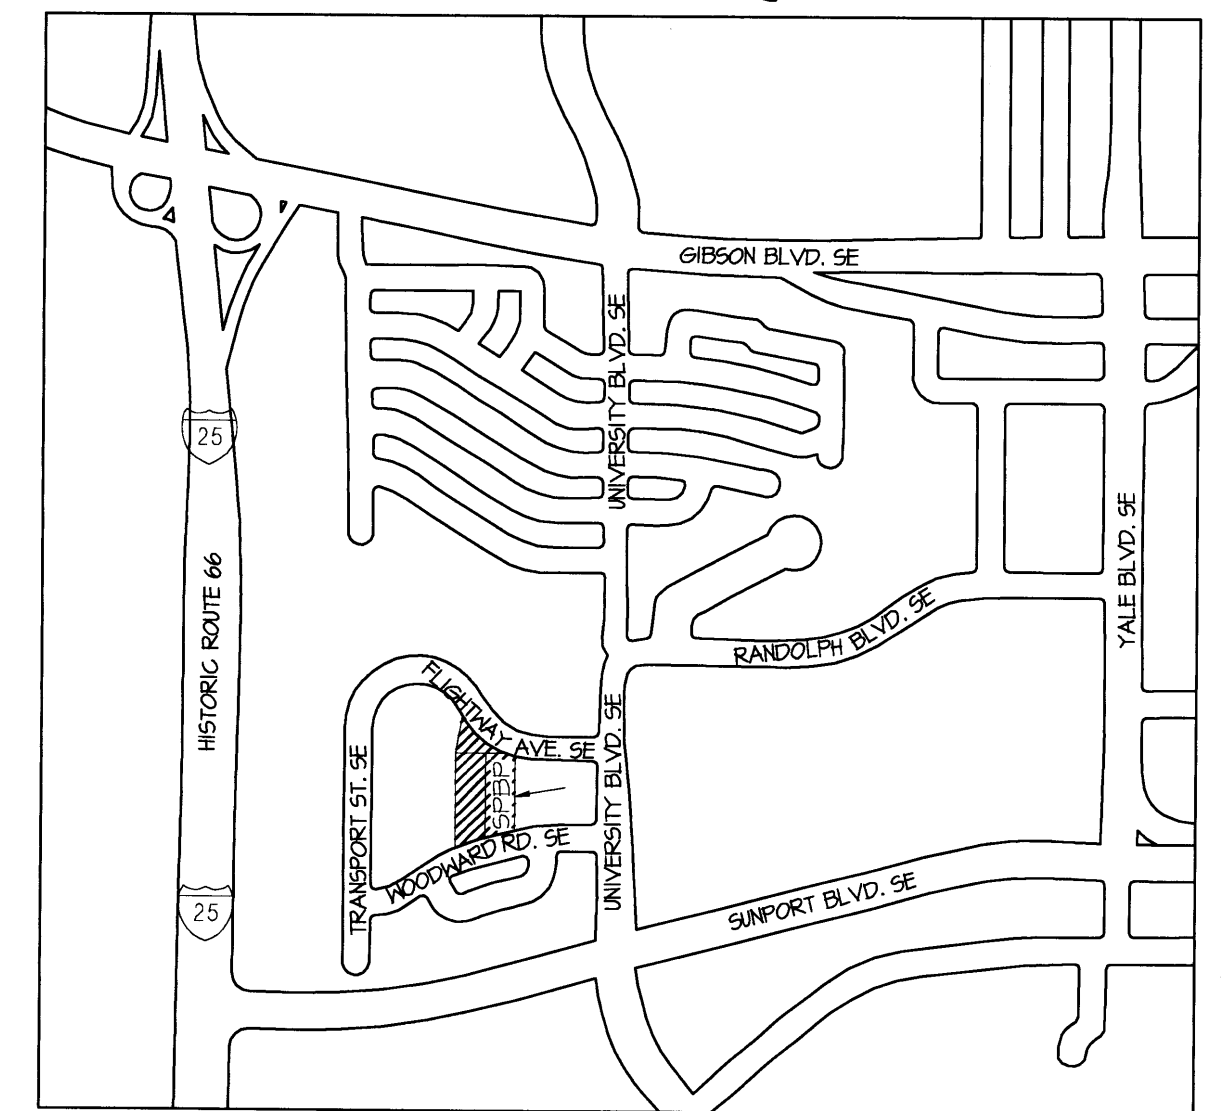 GIBSON BLVD. SE
UNIVERSITY BLVD. SE
25
YALE BLVD. SE
HISTORIC ROUTE 66
RANDOLPH BLVD. SE
FLIGHTWAY AVE. SE
UNIVERSITY BLVD. SE
TRANSPORT ST. SE
SPBP
WOODWARD RD. SE
SUNPORT BLVD. SE
25